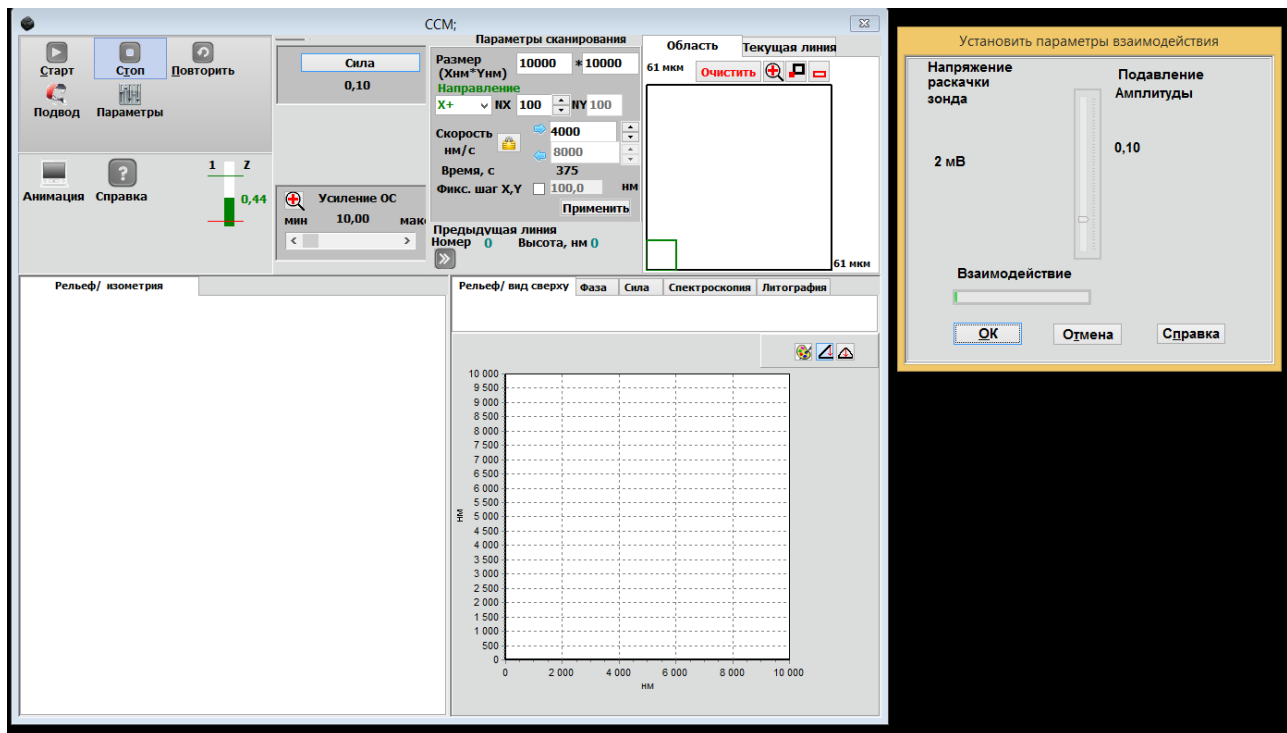 ССМ;
Старт
Стоп
Повторить
Подвод
Параметры
Анимация
Справка
1 Z
0,44
Сила
0,10
Усиление ОС
мин 10,00 макс
Параметры сканирования
Размер
(Xнм*Yнм)
10000 * 10000
Направление
X+ NX 100 NY 100
Скорость
нм/с
4000
8000
Время, с 375
Фикс. шаг X,Y 100,0 нм
Применить
Предыдущая линия
Номер 0 Высота, нм 0
Область
Текущая линия
61 мкм Очистить
61 мкм
Рельеф/ изометрия
Рельеф/ вид сверху Фаза Сила Спектроскопия Литография
10 000
9 500
9 000
8 500
8 000
7 500
7 000
6 500
6 000
5 500
5 000
4 500
4 000
3 500
3 000
2 500
2 000
1 500
1 000
500
0
нм
0 2 000 4 000 6 000 8 000 10 000
нм
Установить параметры взаимодействия
Напряжение
раскачки
зонда
2 мВ
Подавление
Амплитуды
0,10
Взаимодействие
ОК Отмена Справка